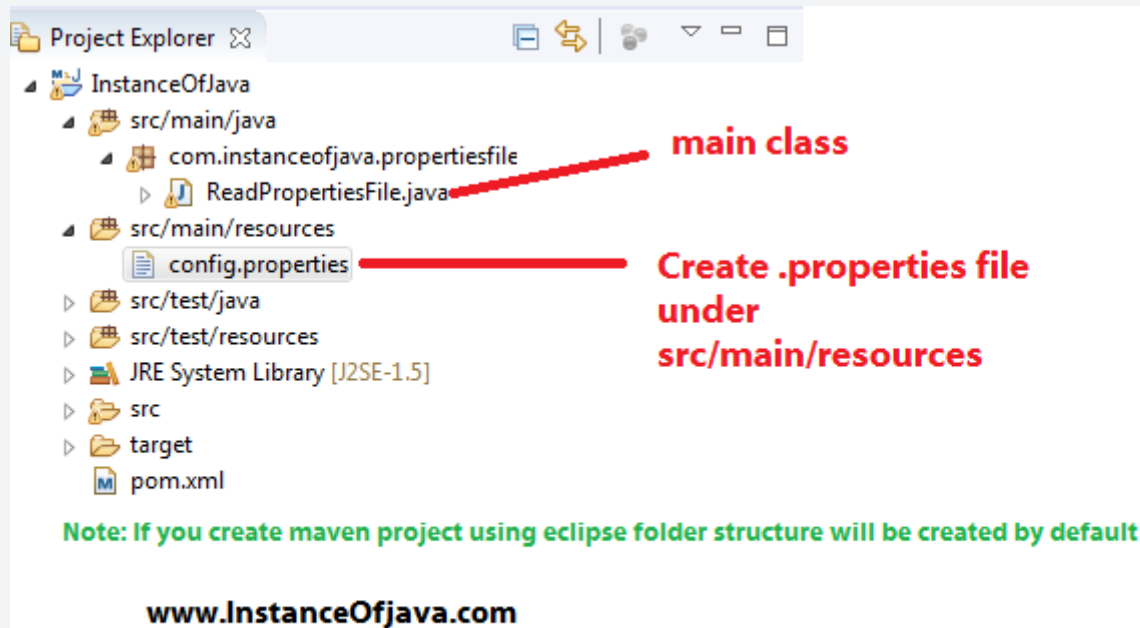 Project Explorer
InstanceOfJava
src/main/java
com.instanceofjava.propertiesfile
ReadPropertiesFile.java
main class
src/main/resources
config.properties
Create .properties file
under
src/main/resources
src/test/java
src/test/resources
JRE System Library [J2SE-1.5]
src
target
pom.xml
Note: If you create maven project using eclipse folder structure will be created by default
www.InstanceOfjava.com